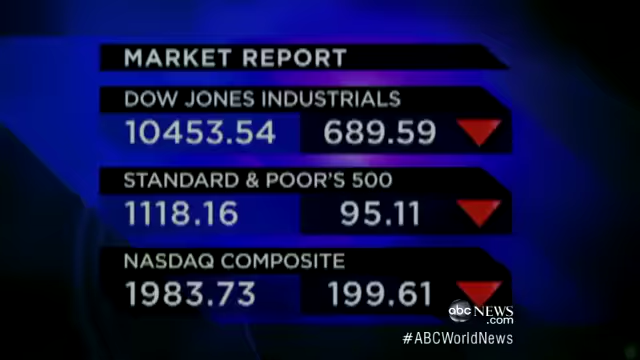 MARKET REPORT
DOW JONES INDUSTRIALS
10453.54 689.59
STANDARD & POOR'S 500
1118.16 95.11
NASDAQ COMPOSITE
1983.73 199.61
abc NEWS
.com
#ABCWorldNews